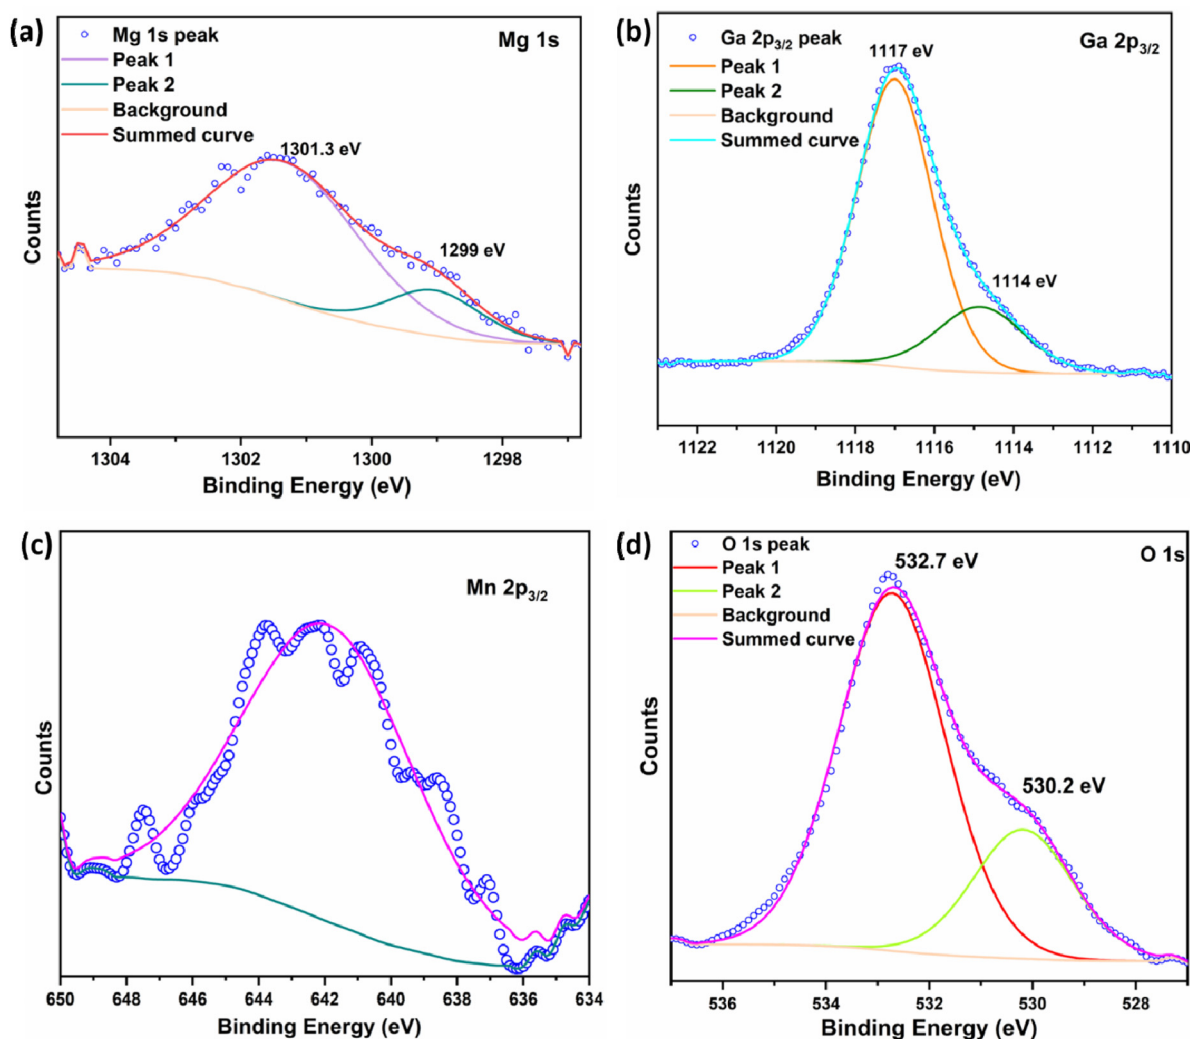 (a)
Mg 1s peak
Peak 1
Peak 2
Background
Summed curve
Mg 1s
1301.3 eV
1299 eV
Counts
1304
1302
1300
1298
Binding Energy (eV)
(b)
Ga 2p3/2 peak
Peak 1
Peak 2
Background
Summed curve
Ga 2p3/2
1117 eV
1114 eV
Counts
1122
1120
1118
1116
1114
1112
1110
Binding Energy (eV)
(c)
Mn 2p3/2
Counts
650
648
646
644
642
640
638
636
634
Binding Energy (eV)
(d)
O 1s peak
Peak 1
Peak 2
Background
Summed curve
O 1s
532.7 eV
530.2 eV
Counts
536
534
532
530
528
Binding Energy (eV)